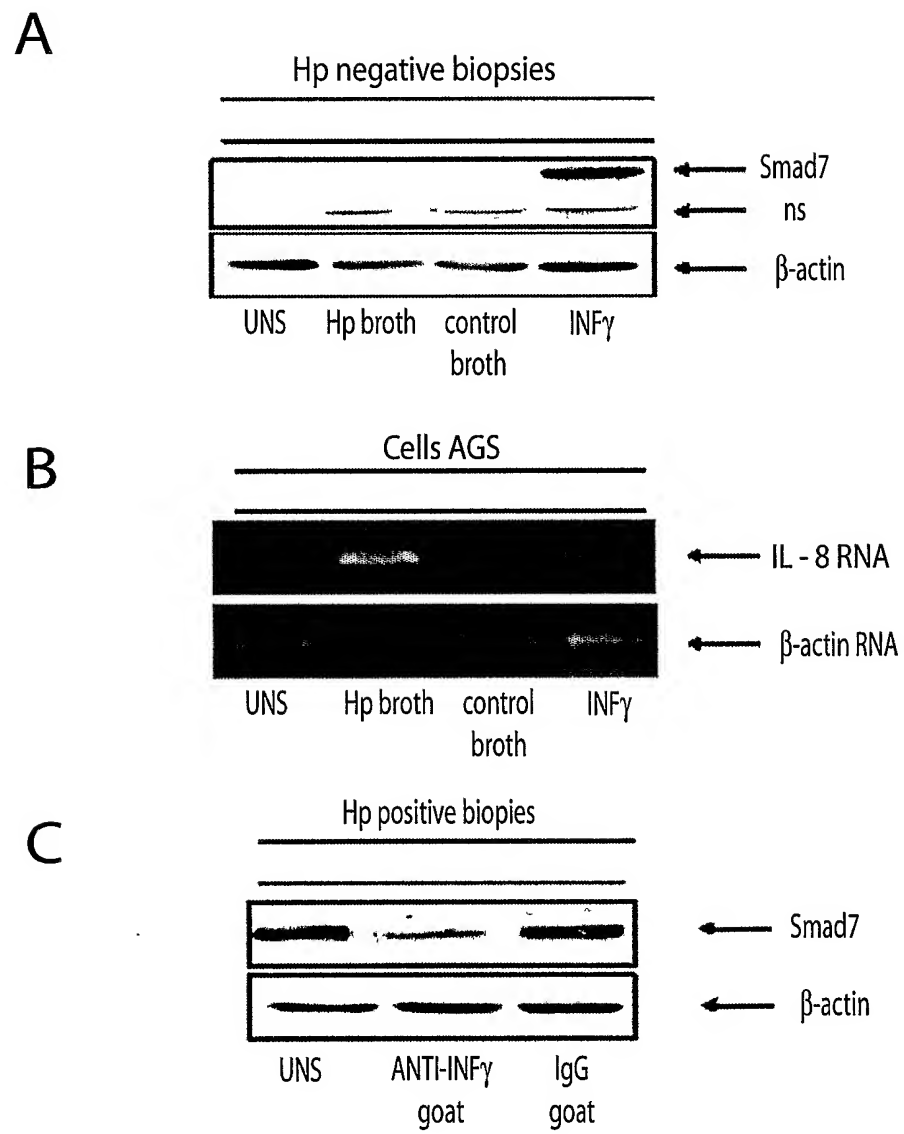 A
Hp negative biopsies
Smad7
ns
β-actin
UNS Hp broth control broth INFγ
B
Cells AGS
IL - 8 RNA
β-actin RNA
UNS Hp broth control broth INFγ
C
Hp positive biopies
Smad7
β-actin
UNS ANTI-INFγ goat IgG goat